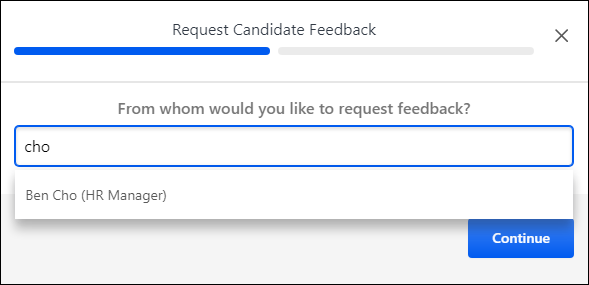 Request Candidate Feedback
From whom would you like to request feedback?
cho
Ben Cho (HR Manager)
Continue